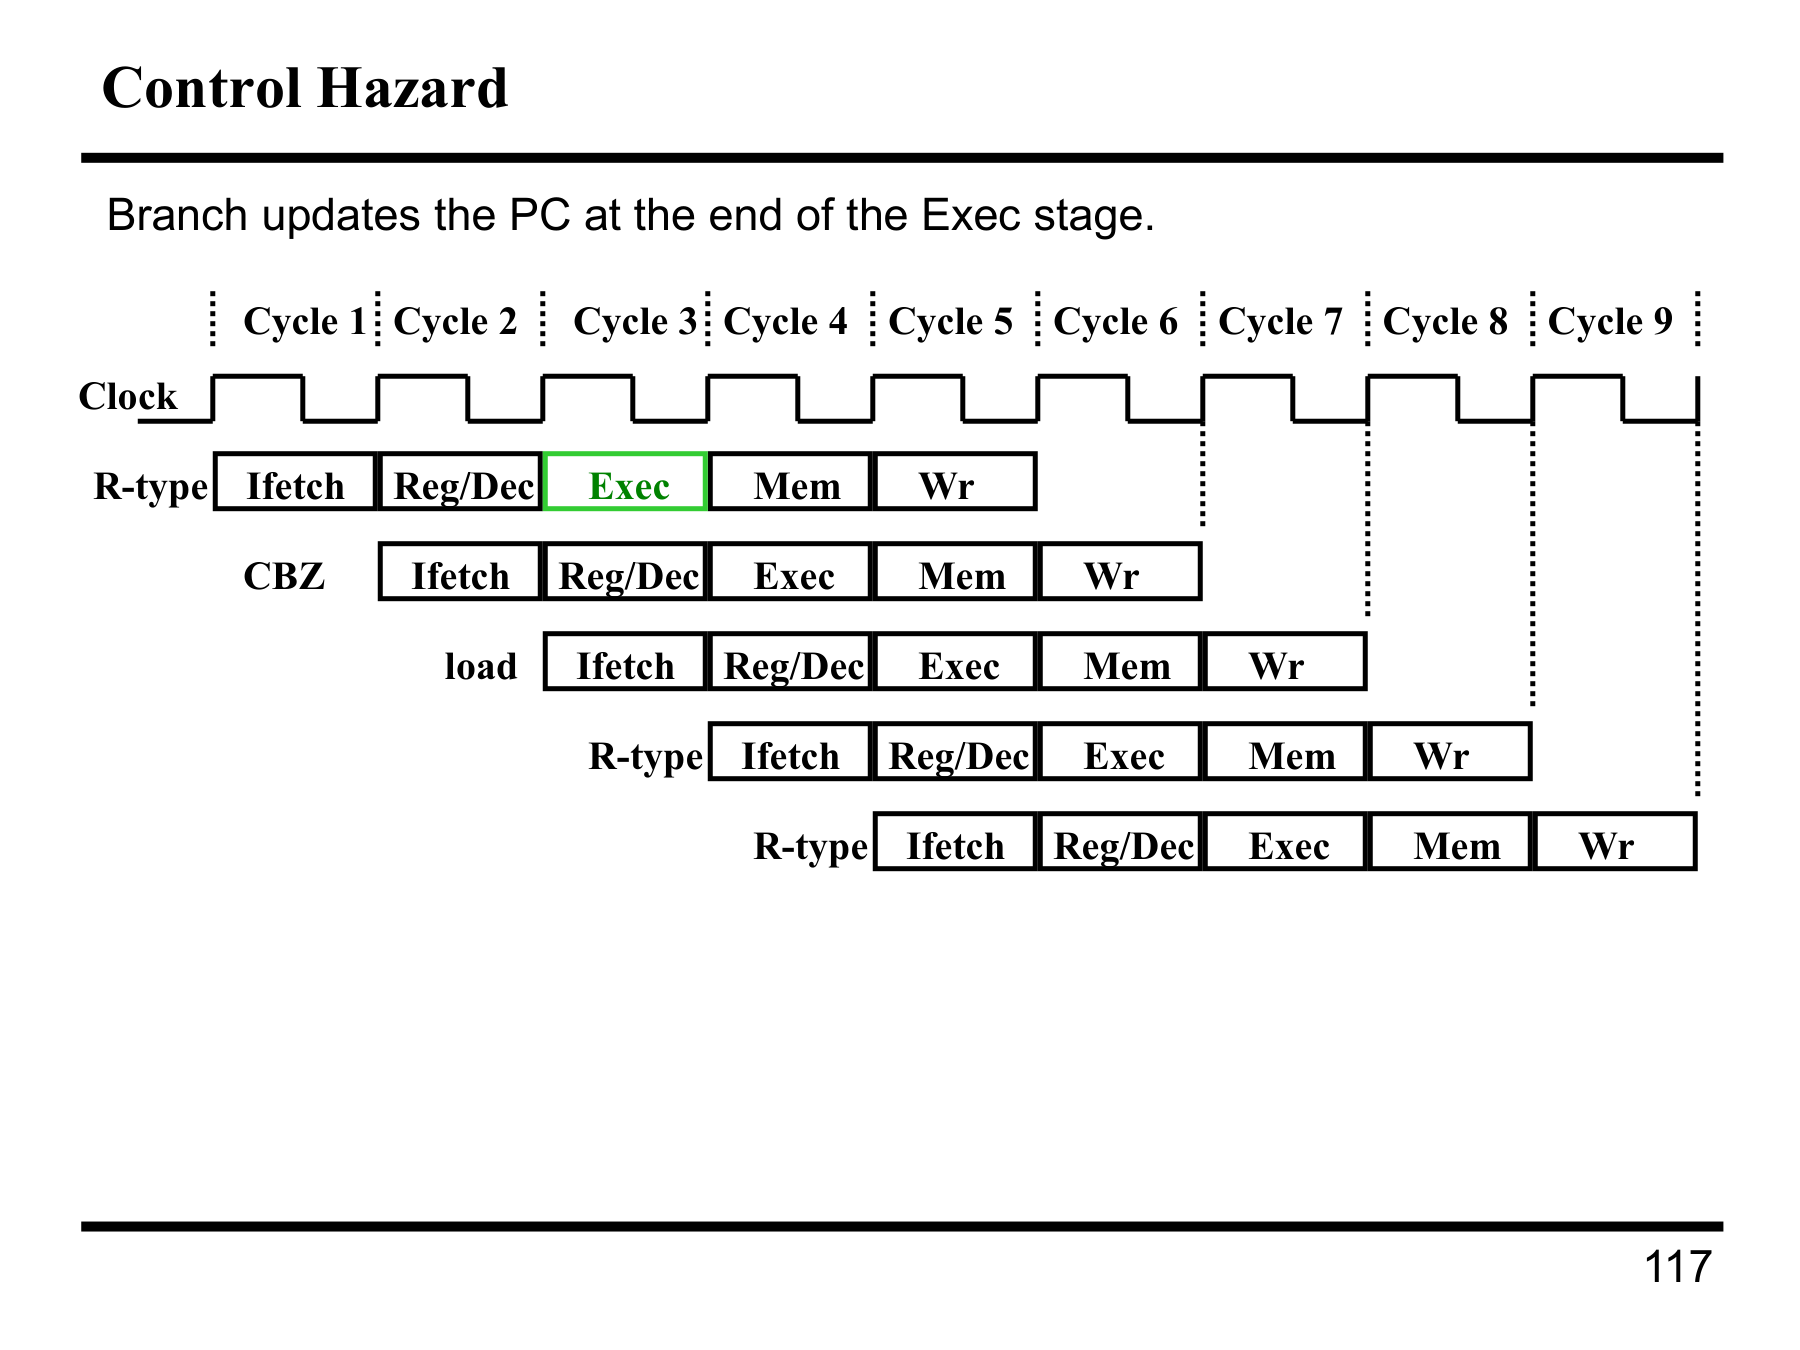 Control Hazard
Branch updates the PC at the end of the Exec stage.
Cycle 1 Cycle 2 Cycle 3 Cycle 4 Cycle 5 Cycle 6 Cycle 7 Cycle 8 Cycle 9
Clock
R-type Ifetch Reg/Dec Exec Mem Wr
CBZ Ifetch Reg/Dec Exec Mem Wr
load Ifetch Reg/Dec Exec Mem Wr
R-type Ifetch Reg/Dec Exec Mem Wr
R-type Ifetch Reg/Dec Exec Mem Wr
117